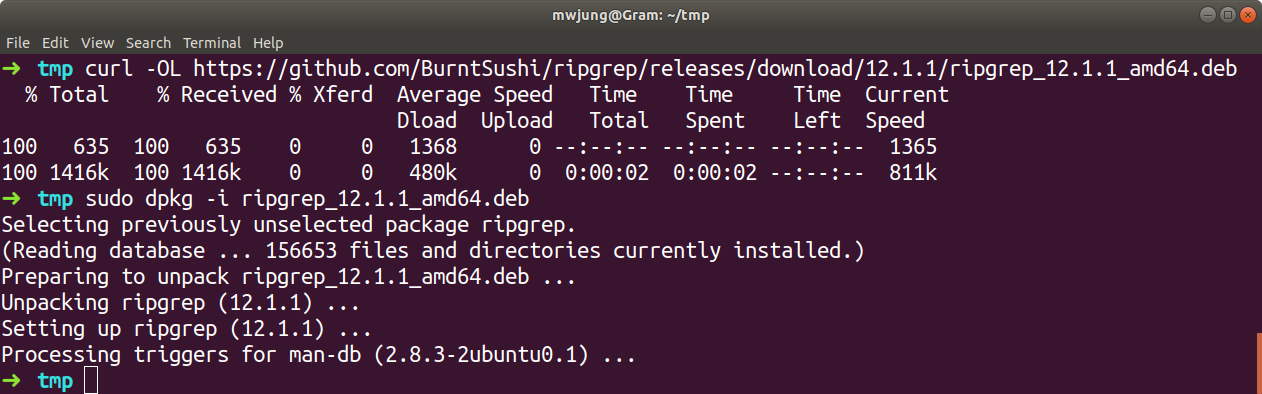 mwjung@Gram: ~/tmp
File Edit View Search Terminal Help
➜ tmp curl -OL https://github.com/BurntSushi/ripgrep/releases/download/12.1.1/ripgrep_12.1.1_amd64.deb
  % Total    % Received % Xferd  Average Speed   Time    Time     Time  Current
                                 Dload  Upload   Total   Spent    Left  Speed
100   635  100   635    0     0   1368      0 --:--:-- --:--:-- --:--:--  1365
100 1416k  100 1416k    0     0   480k      0  0:00:02  0:00:02 --:--:--  811k
➜ tmp sudo dpkg -i ripgrep_12.1.1_amd64.deb
Selecting previously unselected package ripgrep.
(Reading database ... 156653 files and directories currently installed.)
Preparing to unpack ripgrep_12.1.1_amd64.deb ...
Unpacking ripgrep (12.1.1) ...
Setting up ripgrep (12.1.1) ...
Processing triggers for man-db (2.8.3-2ubuntu0.1) ...
➜ tmp